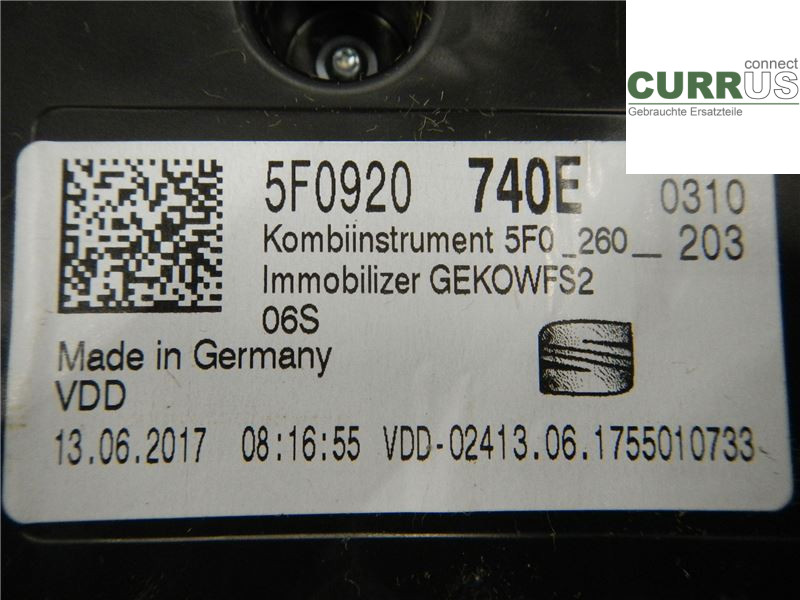 connect
CURRUS
Gebrauchte Ersatzteile
5F0920 740E 0310
Kombiinstrument 5F0_260__ 203
Immobilizer GEKOWFS2
06S
Made in Germany
VDD
13.06.2017 08:16:55 VDD-02413.06.1755010733